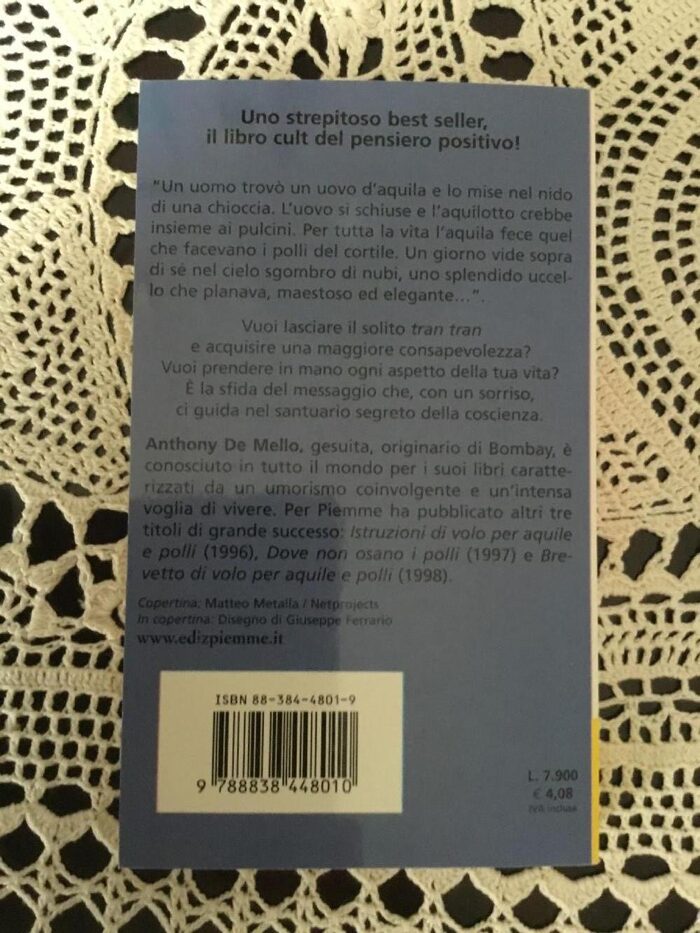 Uno strepitoso best seller,
il libro cult del pensiero positivo!
"Un uomo trovò un uovo d'aquila e lo mise nel nido
di una chioccia. L'uovo si schiuse e l'aquilotto crebbe
insieme ai pulcini. Per tutta la vita l'aquila fece quel
che facevano i polli del cortile. Un giorno vide sopra
di sé nel cielo sgombro di nubi, uno splendido uccel-
lo che planava, maestoso ed elegante...".
Vuoi lasciare il solito tran tran
e acquisire una maggiore consapevolezza?
Vuoi prendere in mano ogni aspetto della tua vita?
È la sfida del messaggio che, con un sorriso,
ci guida nel santuario segreto della coscienza.
Anthony De Mello, gesuita, originario di Bombay, è
conosciuto in tutto il mondo per i suoi libri caratte-
rizzati da un umorismo coinvolgente e un'intensa
voglia di vivere. Per Piemme ha pubblicato altri tre
titoli di grande successo: Istruzioni di volo per aquile
e polli (1996), Dove non osano i polli (1997) e Bre-
vetto di volo per aquile e polli (1998).
Copertina: Matteo Metalla / Netprojects
In copertina: Disegno di Giuseppe Ferrario
www.edizpiemme.it
ISBN 88-384-4801-9
9 788838 448010
L. 7.900
€ 4,08
IVA inclusa